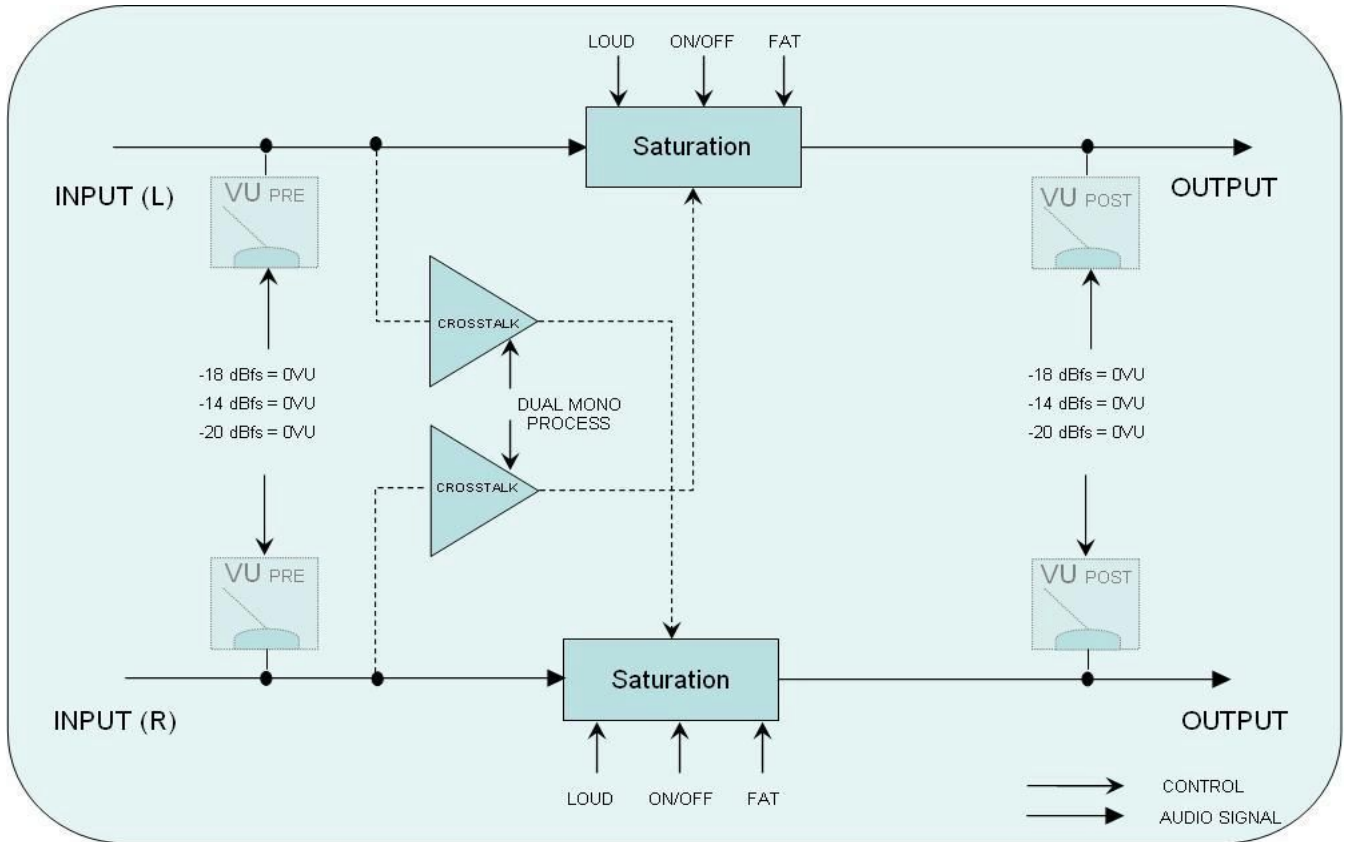 LOUD ON/OFF FAT
Saturation
INPUT (L)
VU PRE
VU POST
OUTPUT
CROSSTALK
-18 dBfs = 0VU
-14 dBfs = 0VU
-20 dBfs = 0VU
DUAL MONO
PROCESS
-18 dBfs = 0VU
-14 dBfs = 0VU
-20 dBfs = 0VU
CROSSTALK
VU PRE
VU POST
Saturation
INPUT (R)
OUTPUT
LOUD ON/OFF FAT
CONTROL
AUDIO SIGNAL